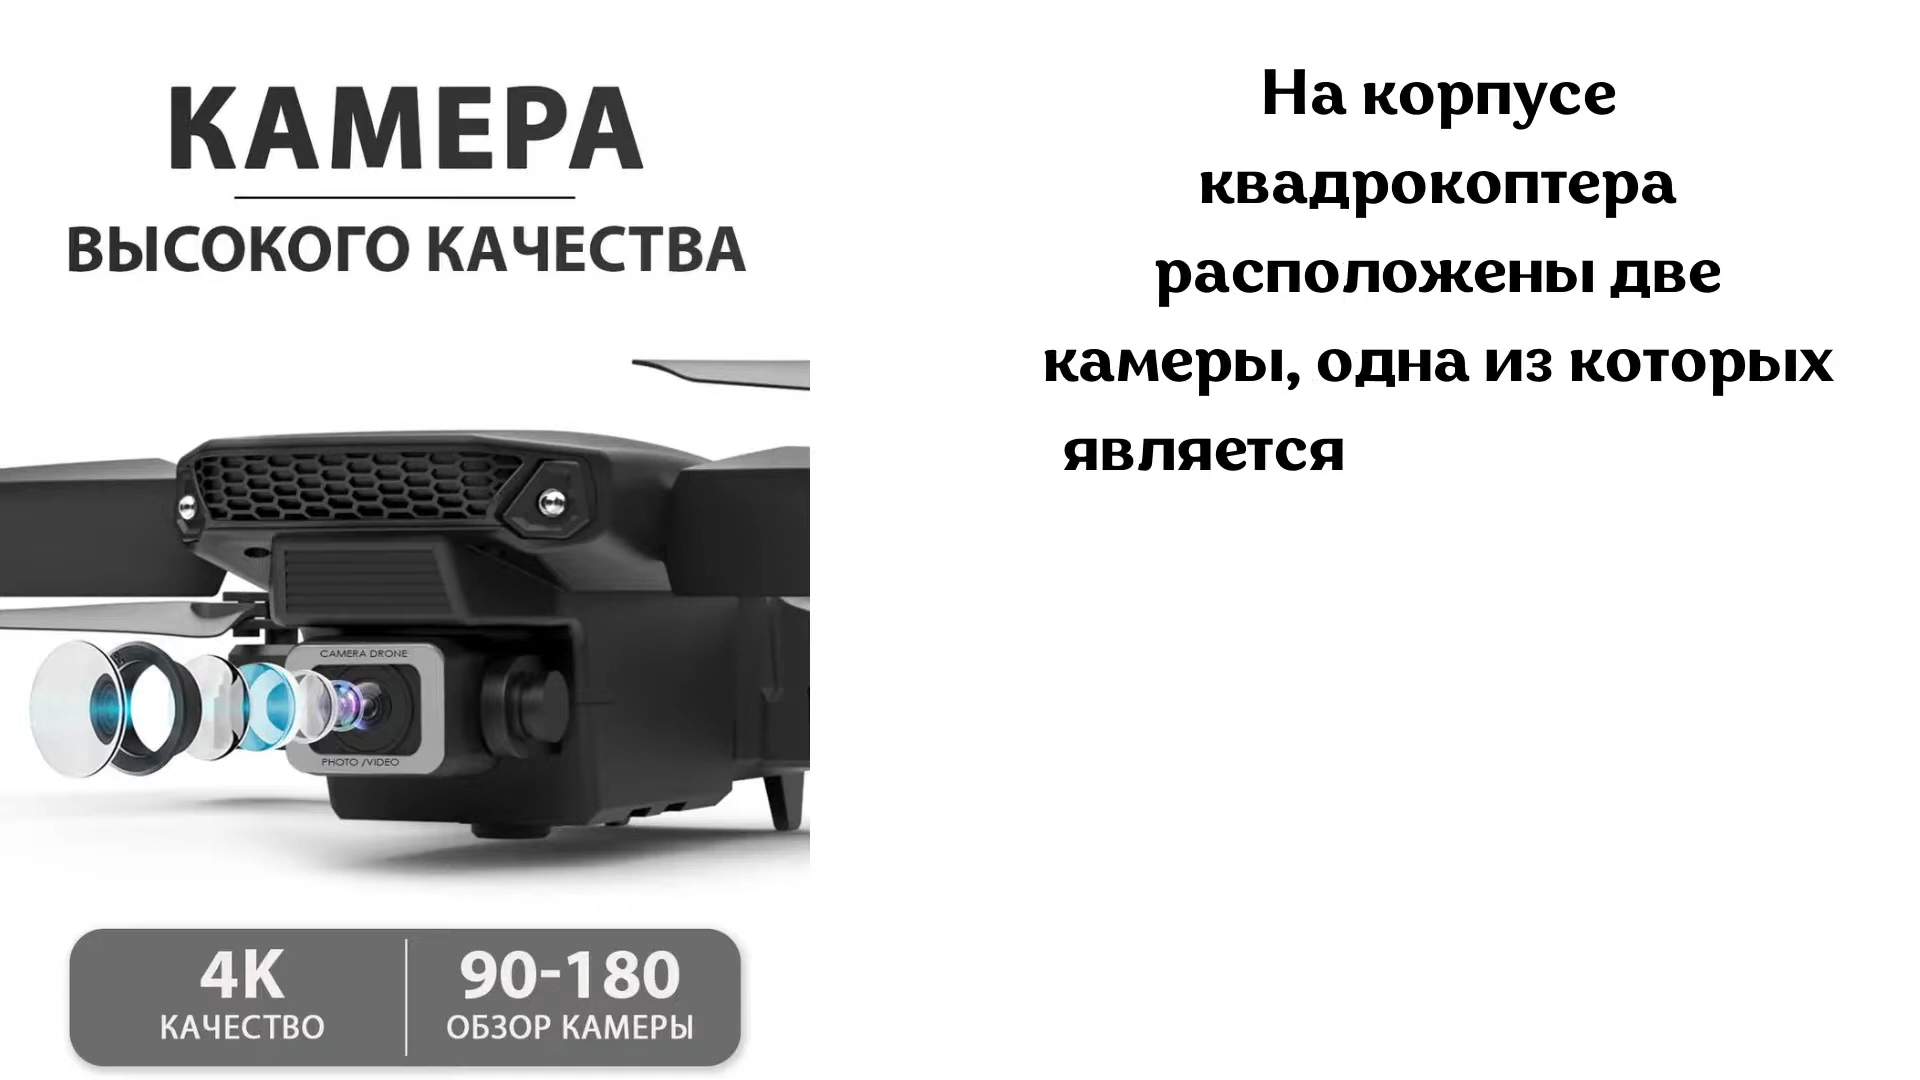 КАМЕРА
ВЫСОКОГО КАЧЕСТВА
CAMERA DRONE
PHOTO /VIDEO
4К
КАЧЕСТВО
90-180
ОБЗОР КАМЕРЫ
На корпусе
квадрокоптера
расположены две
камеры, одна из которых
является